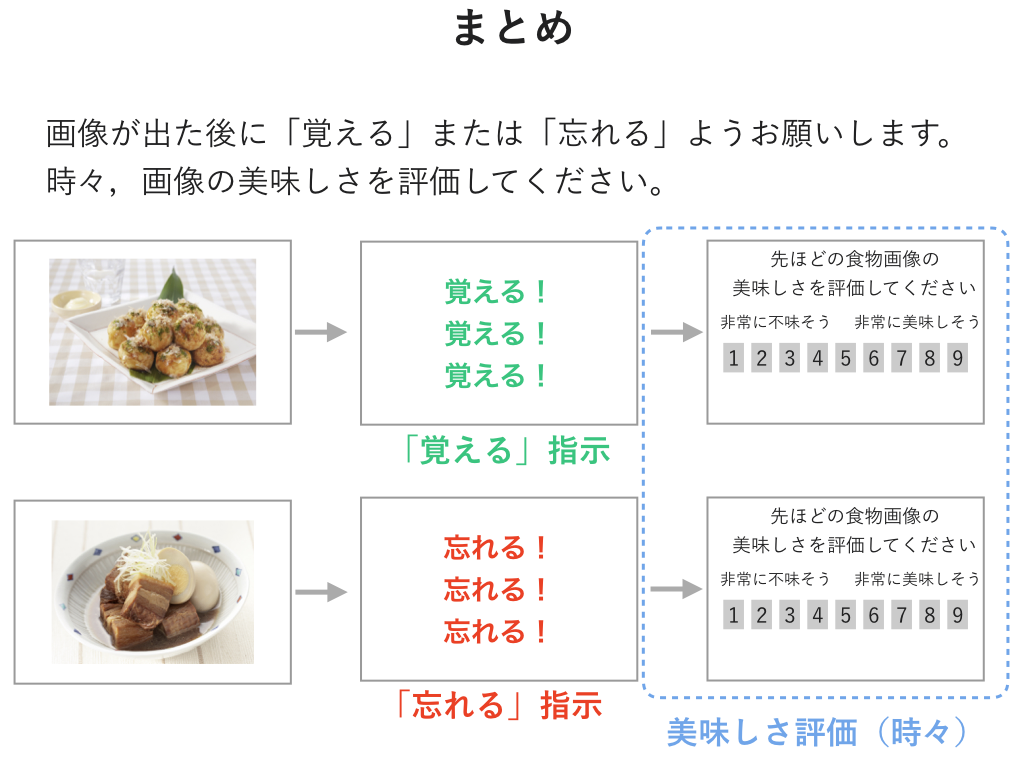 まとめ
画像が出た後に「覚える」または「忘れる」ようお願いします。
時々，画像の美味しさを評価してください。
覚える！
覚える！
覚える！
「覚える」指示
先ほどの食物画像の
美味しさを評価してください
非常に不味そう 非常に美味しそう
1 2 3 4 5 6 7 8 9
忘れる！
忘れる！
忘れる！
「忘れる」指示
先ほどの食物画像の
美味しさを評価してください
非常に不味そう 非常に美味しそう
1 2 3 4 5 6 7 8 9
美味しさ評価（時々）